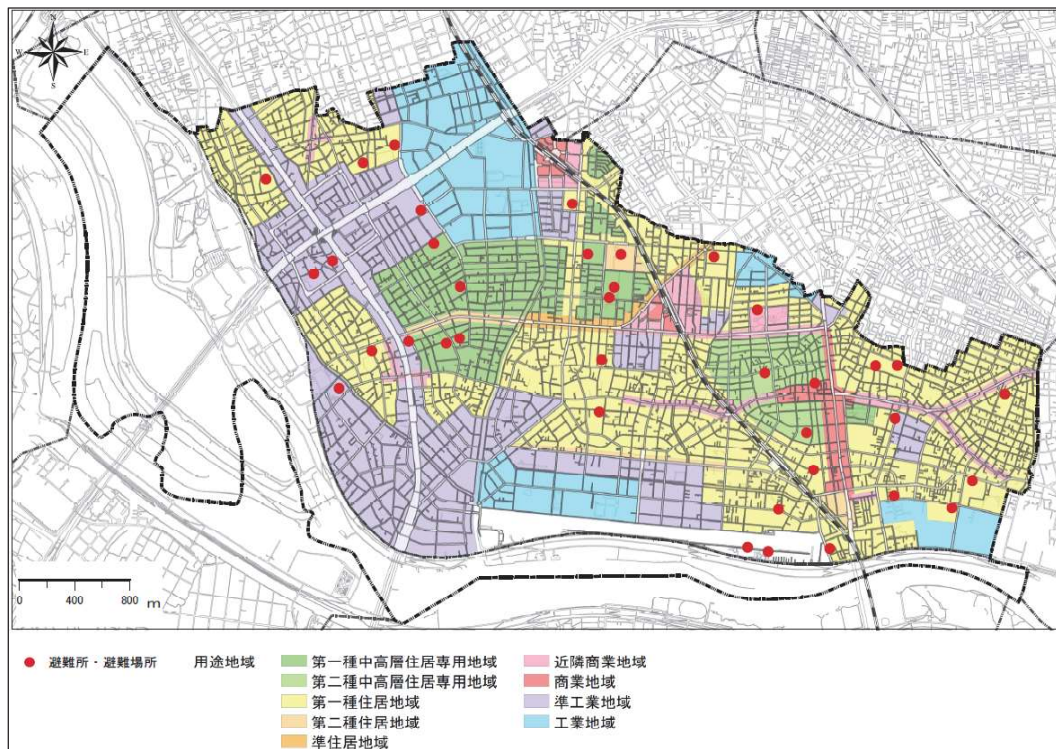 N
W E
S
0 400 800 m
避難所・避難場所
用途地域
第一種中高層住居専用地域
第二種中高層住居専用地域
第一種住居地域
第二種住居地域
準住居地域
近隣商業地域
商業地域
準工業地域
工業地域